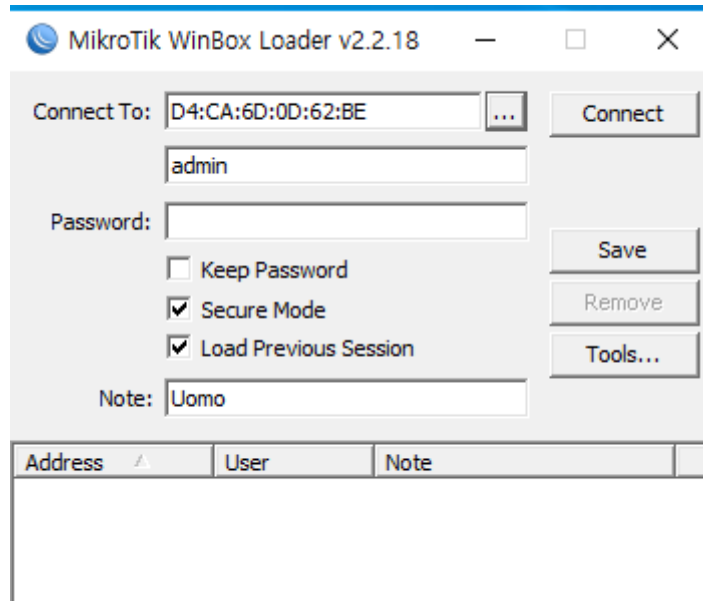 MikroTik WinBox Loader v2.2.18
Connect To: D4:CA:6D:0D:62:BE ... Connect
admin
Password:
Save
Keep Password
Secure Mode Remove
Load Previous Session Tools...
Note: Uomo
Address User Note